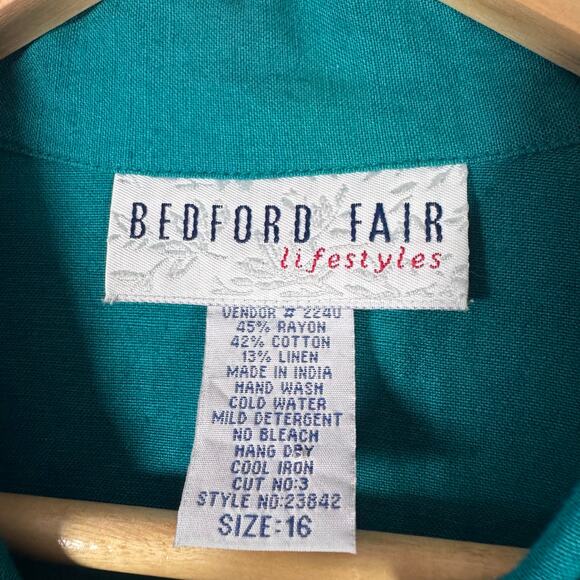 BEDFORD FAIR
lifestyles
VENDOR # 2240
45% RAYON
42% COTTON
13% LINEN
MADE IN INDIA
HAND WASH
COLD WATER
MILD DETERGENT
NO BLEACH
HANG DRY
COOL IRON
CUT NO:3
STYLE NO:23842
SIZE:16